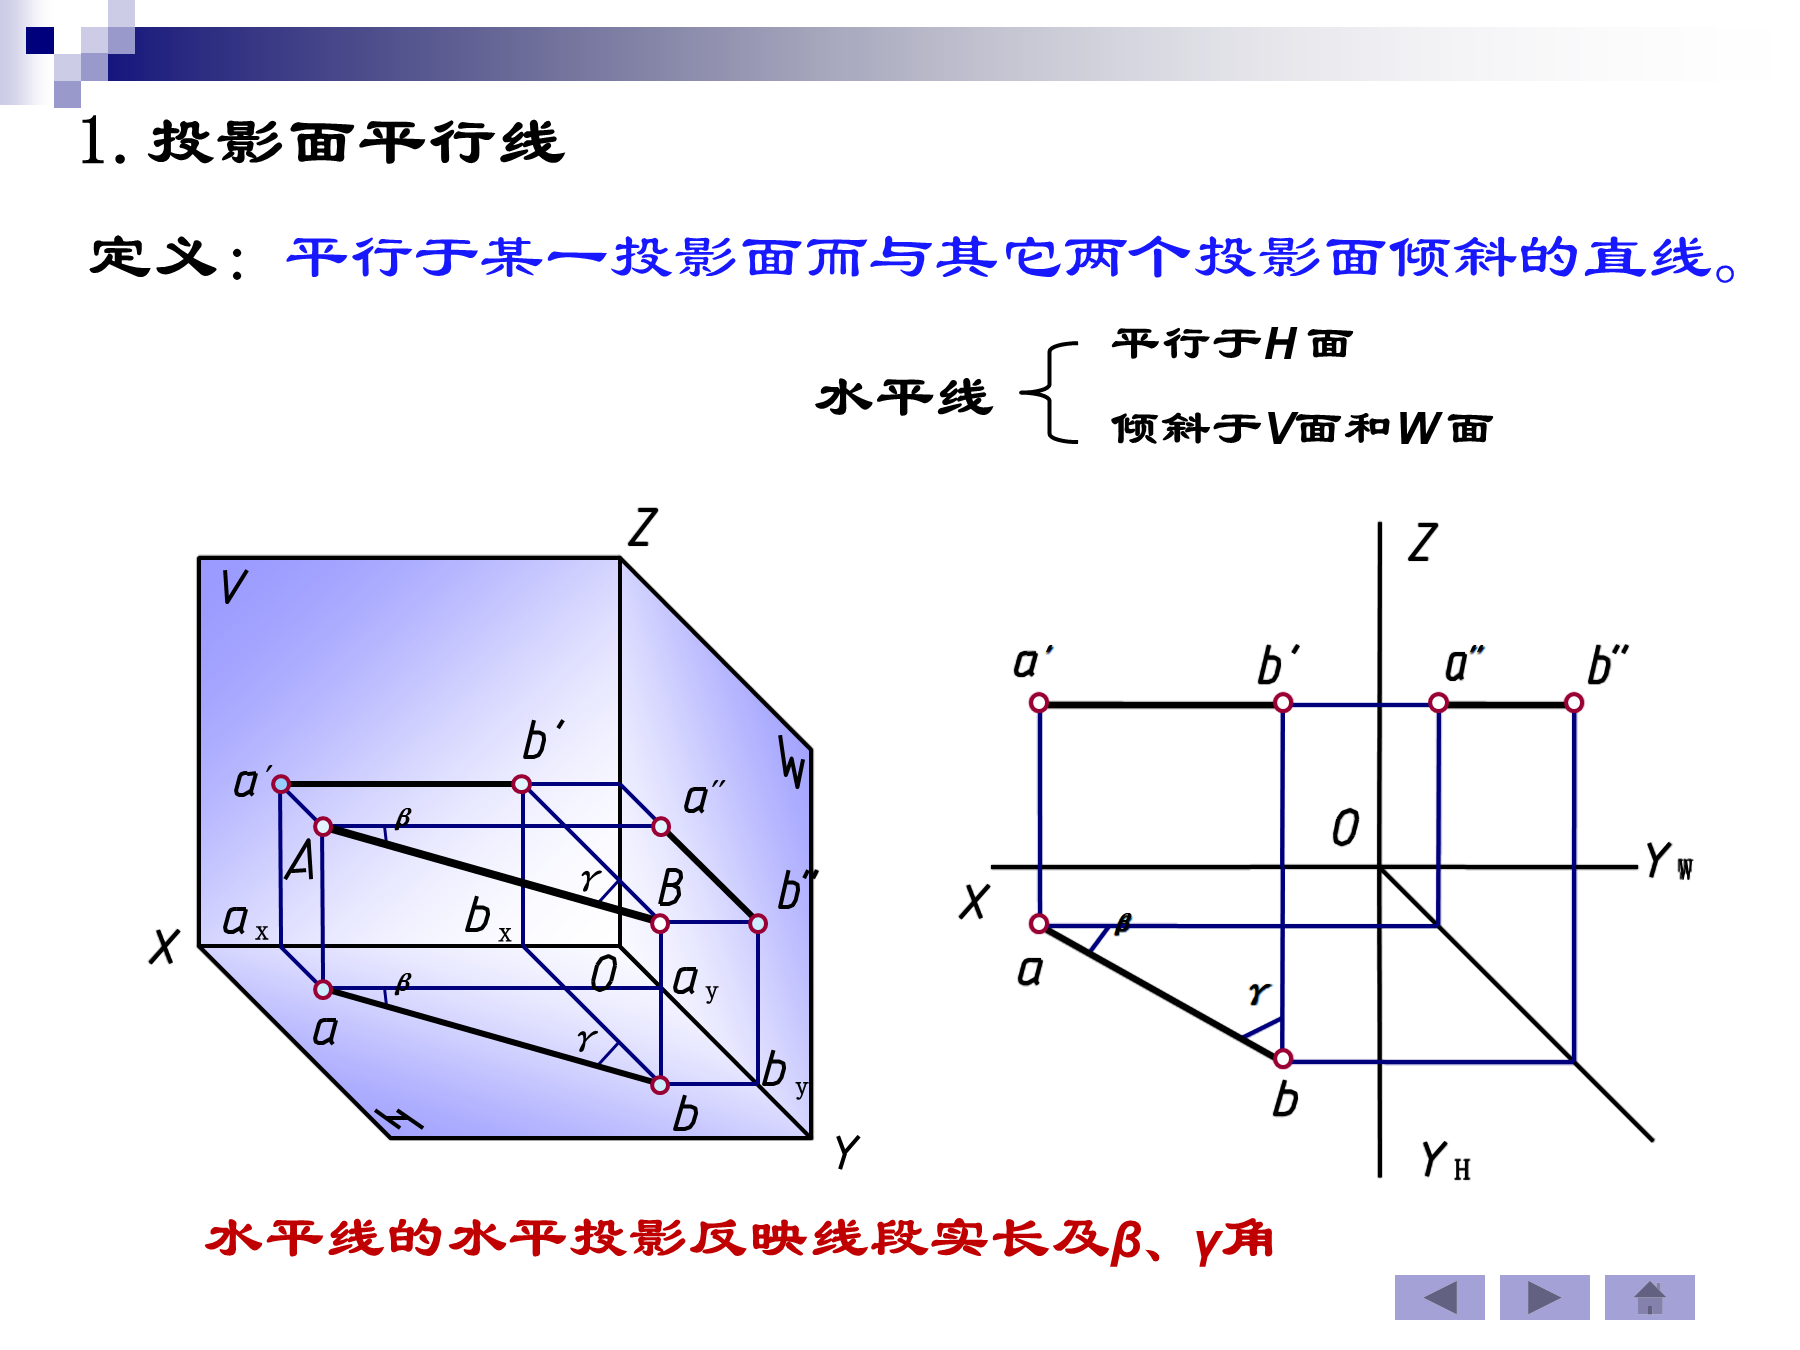 1.投影面平行线
定义：平行于某一投影面而与其它两个投影面倾斜的直线。
平行于H面
水平线
倾斜于V面和W面
Z
V
Z
a′ b′ a″ b″
b′
W
a′
a″
β
O
A
γ
B
b″
YW
aX
bX
X
X
β
O
aY
a
β
a
γ
γ
bY
b
b
Y
YH
H
水平线的水平投影反映线段实长及β、γ角